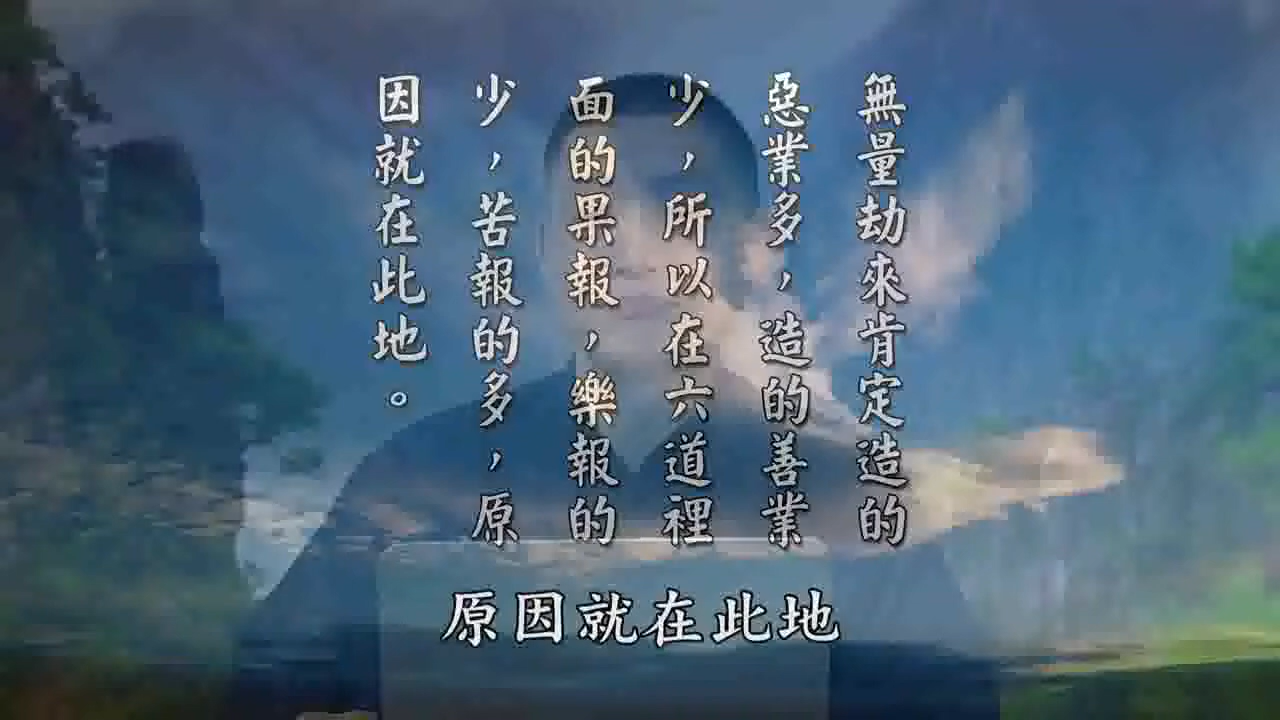 無量劫來肯定造的
惡業多，造的善業
少，所以在六道裡
面的果報，樂報的
少，苦報的多，原
因就在此地。
原因就在此地